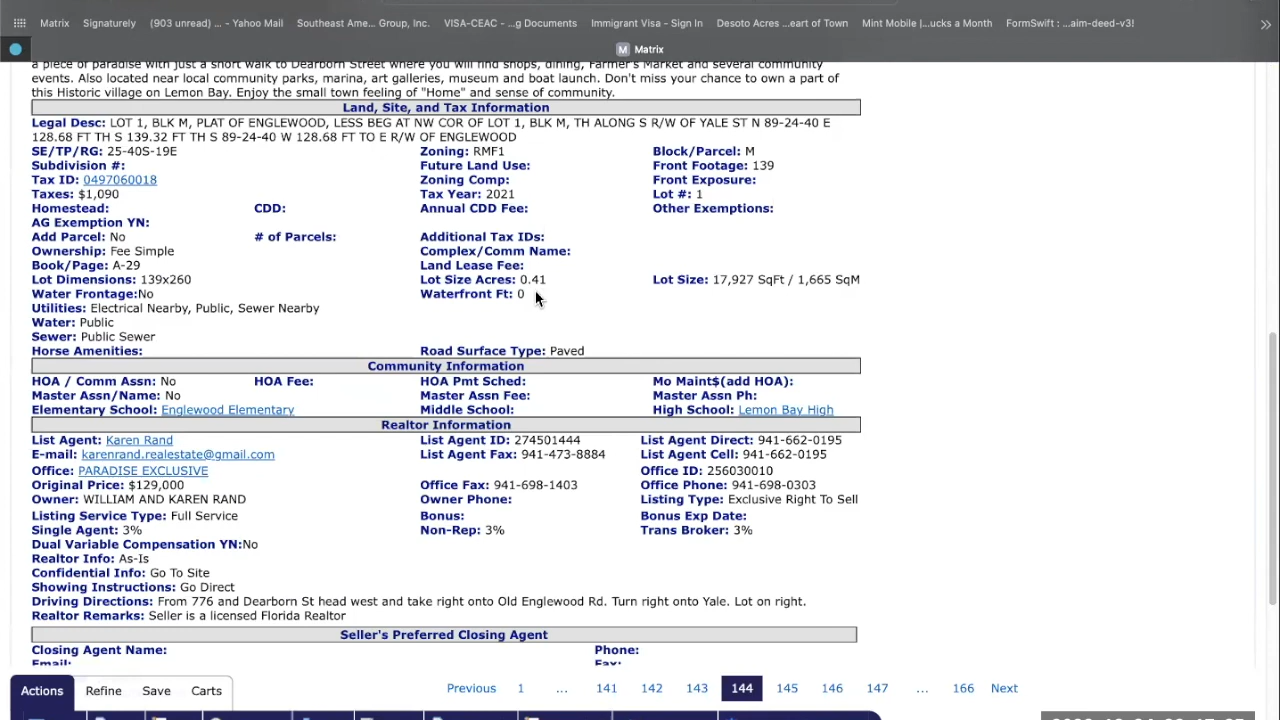 Matrix Signaturely (903 unread) ... - Yahoo Mail Southeast Ame... Group, Inc. VISA-CEAC - ...g Documents Immigrant Visa - Sign In Desoto Acres ...eart of Town Mint Mobile |...ucks a Month FormSwift : ...aim-deed-v3!
M Matrix
a piece of paradise with just a short walk to Dearborn Street where you will find shops, dining, Farmer's Market and several community
events. Also located near local community parks, marina, art galleries, museum and boat launch. Don't miss your chance to own a part of
this Historic village on Lemon Bay. Enjoy the small town feeling of "Home" and sense of community.
Land, Site, and Tax Information
Legal Desc: LOT 1, BLK M, PLAT OF ENGLEWOOD, LESS BEG AT NW COR OF LOT 1, BLK M, TH ALONG S R/W OF YALE ST N 89-24-40 E
128.68 FT TH S 139.32 FT TH S 89-24-40 W 128.68 FT TO E R/W OF ENGLEWOOD
SE/TP/RG: 25-40S-19E Zoning: RMF1 Block/Parcel: M
Subdivision #: Future Land Use: Front Footage: 139
Tax ID: 0497060018 Zoning Comp: Front Exposure:
Taxes: $1,090 Tax Year: 2021 Lot #: 1
Homestead: CDD: Annual CDD Fee: Other Exemptions:
AG Exemption YN:
Add Parcel: No # of Parcels: Additional Tax IDs:
Ownership: Fee Simple Complex/Comm Name:
Book/Page: A-29 Land Lease Fee:
Lot Dimensions: 139x260 Lot Size Acres: 0.41 Lot Size: 17,927 SqFt / 1,665 SqM
Water Frontage:No Waterfront Ft: 0
Utilities: Electrical Nearby, Public, Sewer Nearby
Water: Public
Sewer: Public Sewer
Horse Amenities: Road Surface Type: Paved
Community Information
HOA / Comm Assn: No HOA Fee: HOA Pmt Sched: Mo Maint$(add HOA):
Master Assn/Name: No Master Assn Fee: Master Assn Ph:
Elementary School: Englewood Elementary Middle School: High School: Lemon Bay High
Realtor Information
List Agent: Karen Rand List Agent ID: 274501444 List Agent Direct: 941-662-0195
E-mail: karenrand.realestate@gmail.com List Agent Fax: 941-473-8884 List Agent Cell: 941-662-0195
Office: PARADISE EXCLUSIVE Office ID: 256030010
Original Price: $129,000 Office Fax: 941-698-1403 Office Phone: 941-698-0303
Owner: WILLIAM AND KAREN RAND Owner Phone: Listing Type: Exclusive Right To Sell
Listing Service Type: Full Service Bonus: Bonus Exp Date:
Single Agent: 3% Non-Rep: 3% Trans Broker: 3%
Dual Variable Compensation YN:No
Realtor Info: As-Is
Confidential Info: Go To Site
Showing Instructions: Go Direct
Driving Directions: From 776 and Dearborn St head west and take right onto Old Englewood Rd. Turn right onto Yale. Lot on right.
Realtor Remarks: Seller is a licensed Florida Realtor
Seller's Preferred Closing Agent
Closing Agent Name: Phone:
Email: Fax:
Actions Refine Save Carts Previous 1 ... 141 142 143 144 145 146 147 ... 166 Next